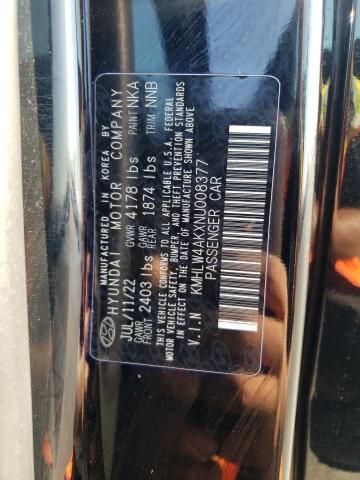 MANUFACTURED IN KOREA BY
HYUNDAI MOTOR COMPANY
JUL/11/22 GVWR 4178 lbs PAINT NKA
GAWR FRONT 2403 lbs GAWR REAR 1874 lbs TRIM NNB
THIS VEHICLE CONFORMS TO ALL APPLICABLE U.S.A. FEDERAL
MOTOR VEHICLE SAFETY, BUMPER, AND THEFT PREVENTION STANDARDS
IN EFFECT ON THE DATE OF MANUFACTURE SHOWN ABOVE
V.I.N KMHLW4AKXNU008377
PASSENGER CAR